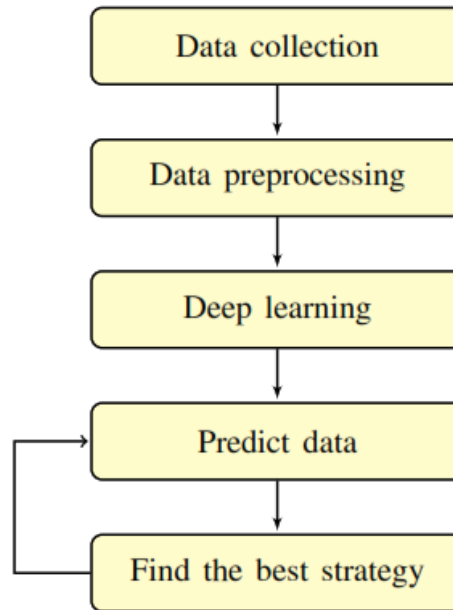 Data collection
Data preprocessing
Deep learning
Predict data
Find the best strategy